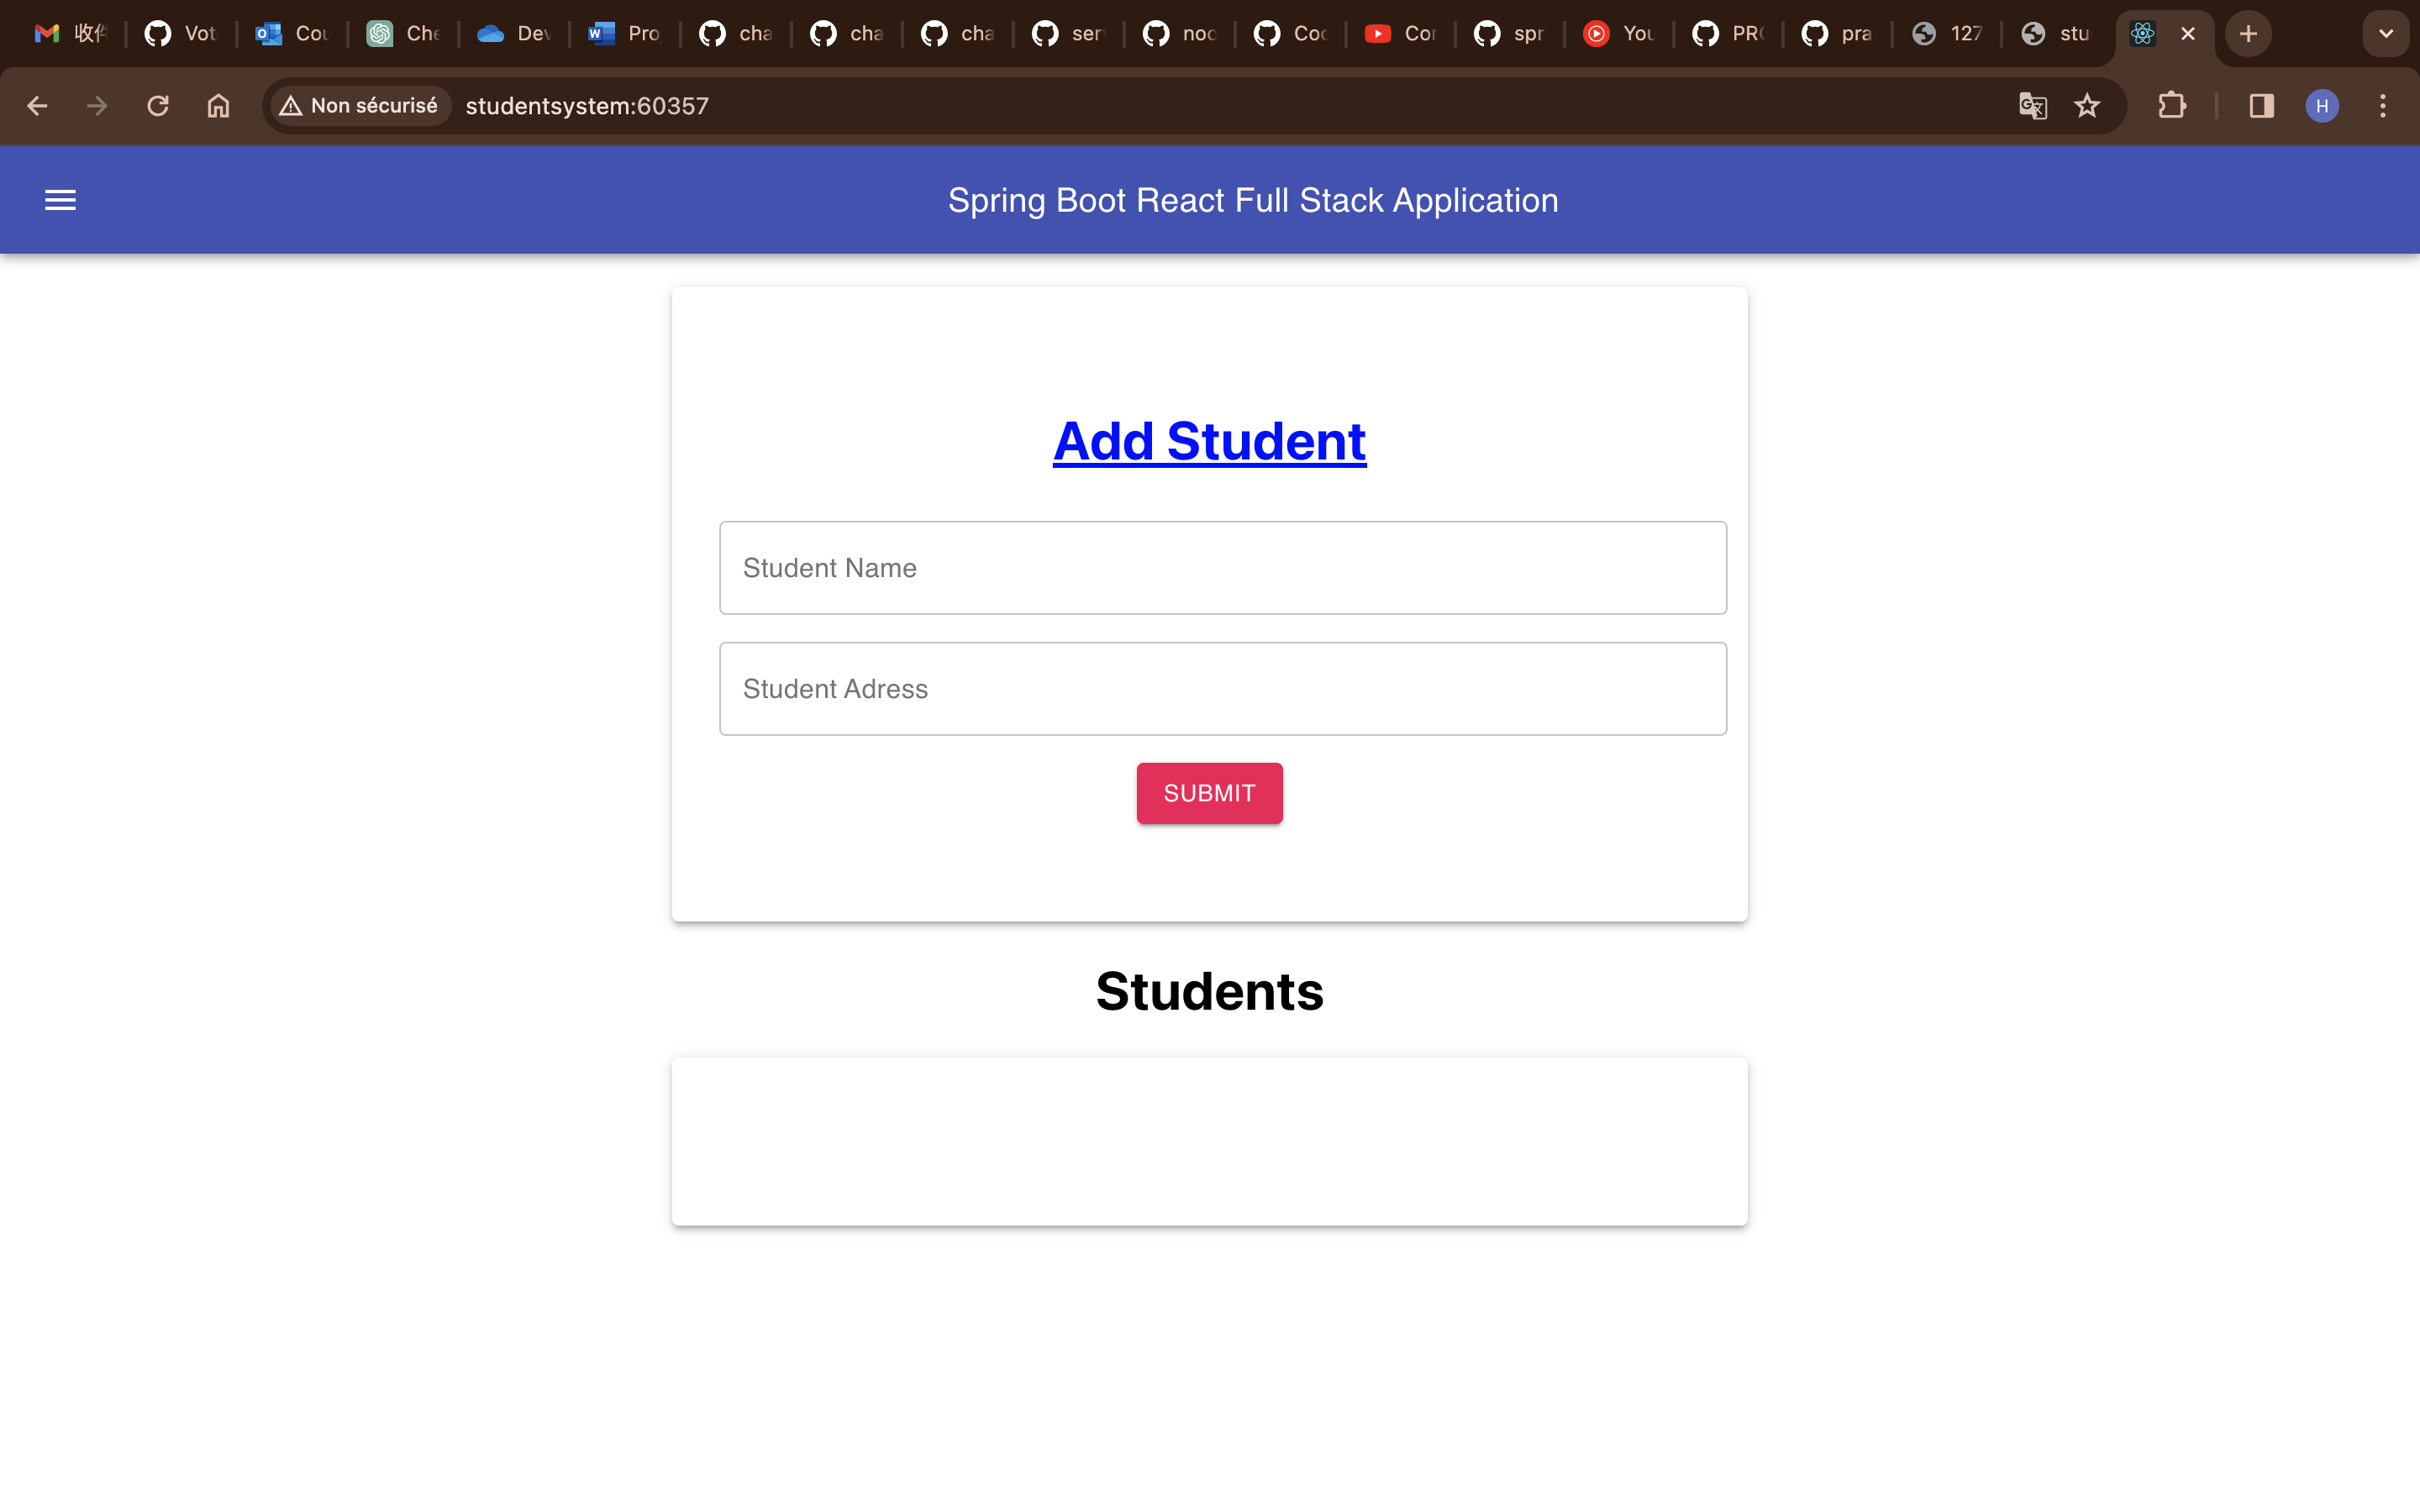 收件 Vot Cou Che Dev Pro cha cha cha ser noc Coc Cor spr You PR pra 127 stu
Non sécurisé studentsystem:60357 H
Spring Boot React Full Stack Application
Add Student
Student Name
Student Adress
SUBMIT
Students